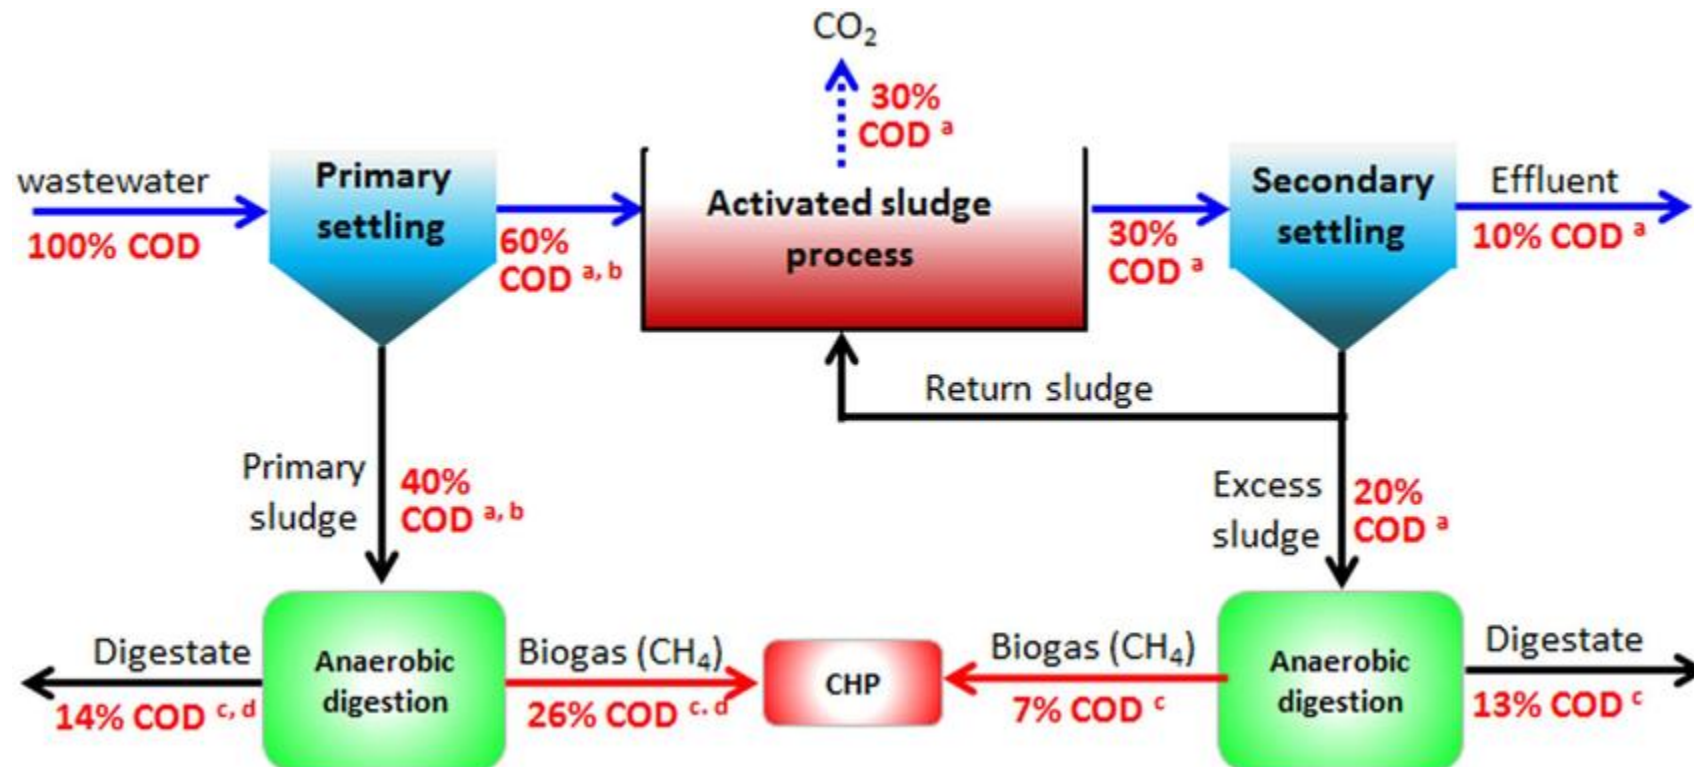 CO₂
30%
COD ᵃ
wastewater
100% COD
Primary
settling
60%
COD ᵃ, ᵇ
Activated sludge
process
30%
COD ᵃ
Secondary
settling
Effluent
10% COD ᵃ
Return sludge
Primary
sludge
40%
COD ᵃ, ᵇ
Excess
sludge
20%
COD ᵃ
Digestate
14% COD ᶜ, ᵈ
Anaerobic
digestion
Biogas (CH₄)
26% COD ᶜ, ᵈ
CHP
Biogas (CH₄)
7% COD ᶜ
Anaerobic
digestion
Digestate
13% COD ᶜ